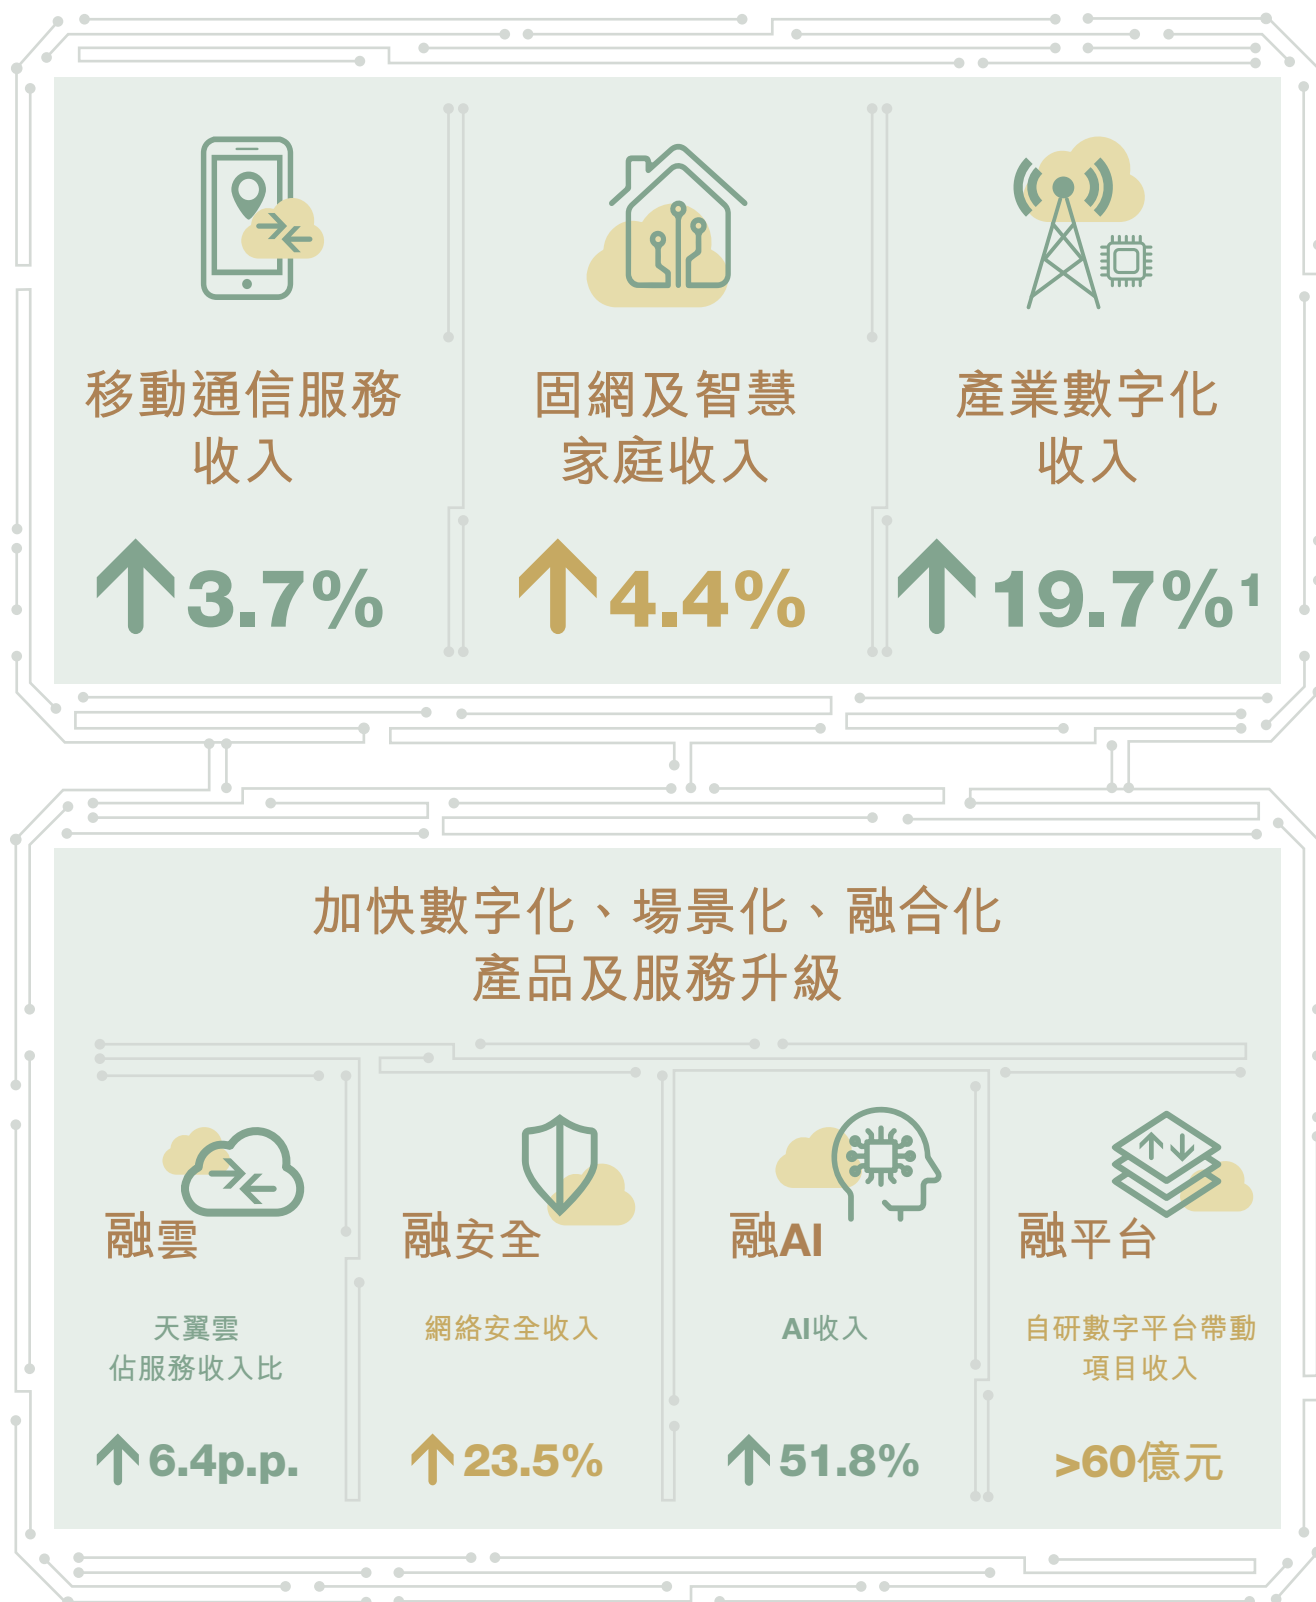 移動通信服務
收入
3.7%
固網及智慧
家庭收入
4.4%
產業數字化
收入
19.7%1
加快數字化、場景化、融合化
產品及服務升級
融雲
天翼雲
佔服務收入比
6.4p.p.
融安全
網絡安全收入
23.5%
融AI
AI收入
51.8%
融平台
自研數字平台帶動
項目收入
>60億元